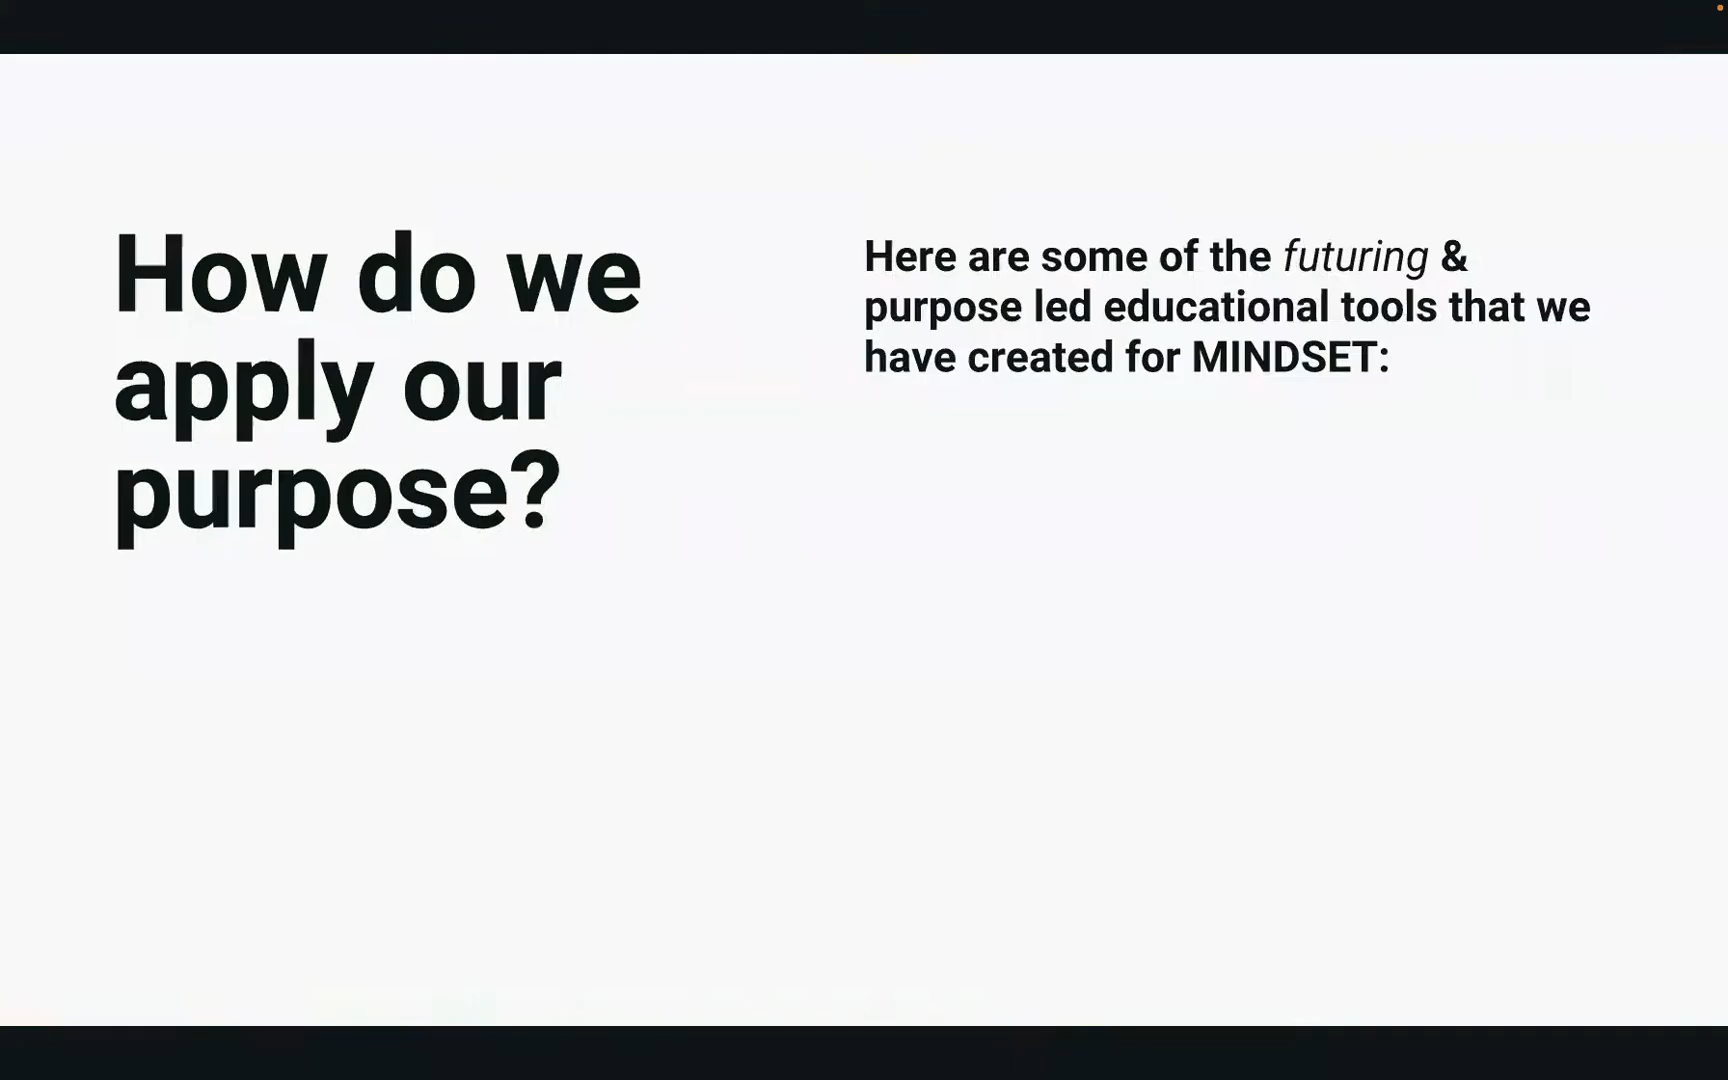 How do we
apply our
purpose?
Here are some of the futuring &
purpose led educational tools that we
have created for MINDSET: